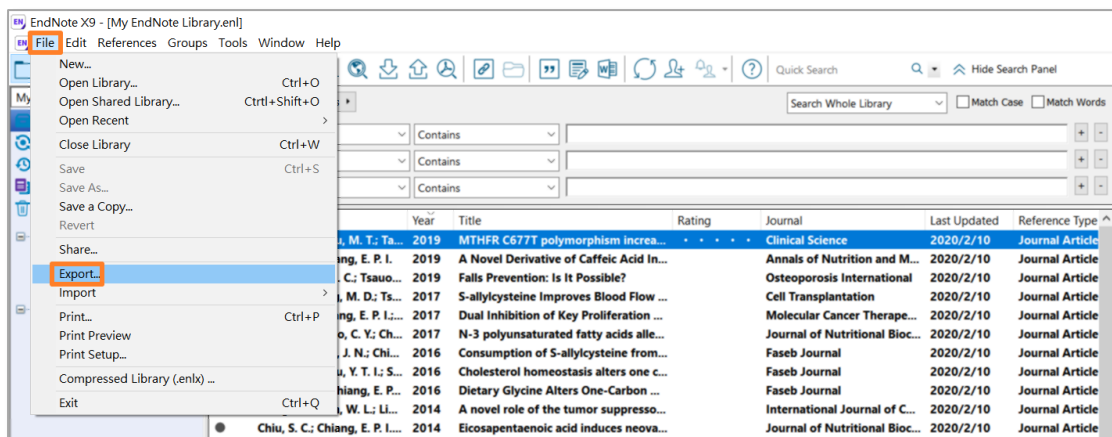 EndNote X9 - [My EndNote Library.enl]
File Edit References Groups Tools Window Help
New...
Open Library... Ctrl+O
Open Shared Library... Ctrtl+Shift+O
Open Recent
Close Library Ctrl+W
Save Ctrl+S
Save As...
Save a Copy...
Revert
Share...
Export...
Import
Print... Ctrl+P
Print Preview
Print Setup...
Compressed Library (.enlx) ...
Exit Ctrl+Q
Quick Search Hide Search Panel
My
Search Whole Library Match Case Match Words
Contains + -
Contains + -
Contains + -
Year Title Rating Journal Last Updated Reference Type
, M. T.; Ta... 2019 MTHFR C677T polymorphism increa... Clinical Science 2020/2/10 Journal Article
ang, E. P. I. 2019 A Novel Derivative of Caffeic Acid In... Annals of Nutrition and M... 2020/2/10 Journal Article
. C.; Tsauo... 2019 Falls Prevention: Is It Possible? Osteoporosis International 2020/2/10 Journal Article
, M. D.; Ts... 2017 S-allylcysteine Improves Blood Flow ... Cell Transplantation 2020/2/10 Journal Article
ng, E. P. I.;... 2017 Dual Inhibition of Key Proliferation ... Molecular Cancer Therape... 2020/2/10 Journal Article
o, C. Y.; Ch... 2017 N-3 polyunsaturated fatty acids alle... Journal of Nutritional Bioc... 2020/2/10 Journal Article
, J. N.; Chi... 2016 Consumption of S-allylcysteine from... Faseb Journal 2020/2/10 Journal Article
, Y. T. I.; S... 2016 Cholesterol homeostasis alters one c... Faseb Journal 2020/2/10 Journal Article
hiang, E. P... 2016 Dietary Glycine Alters One-Carbon ... Faseb Journal 2020/2/10 Journal Article
, W. L.; Li... 2014 A novel role of the tumor suppresso... International Journal of C... 2020/2/10 Journal Article
Chiu, S. C.; Chiang, E. P. I.... 2014 Eicosapentaenoic acid induces neova... Journal of Nutritional Bioc... 2020/2/10 Journal Article